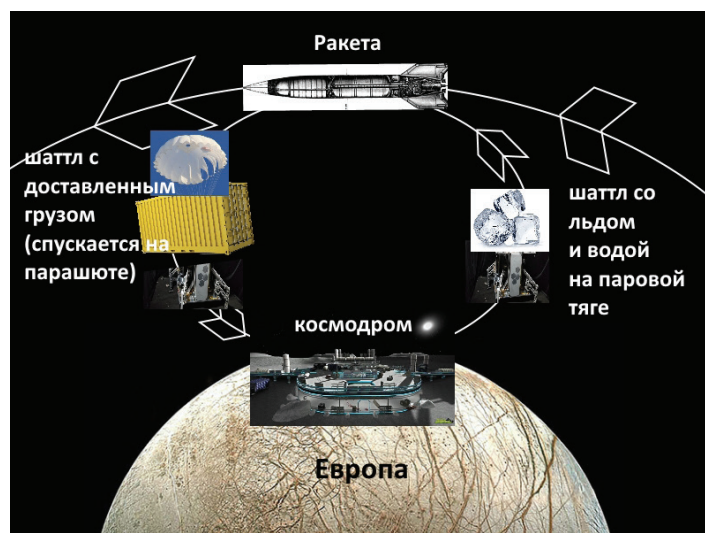 Ракета
шаттл с
доставленным
грузом
(спускается на
парашюте)
шаттл со
льдом
и водой
на паровой
тяге
космодром
Европа